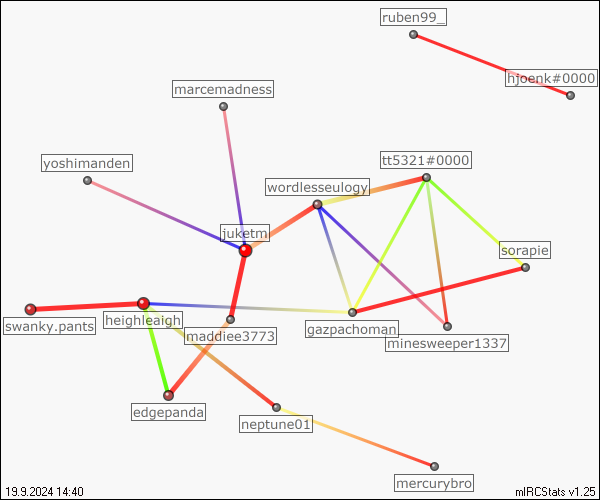 ruben99_
hjoenk#0000
marcemadness
yoshimanden
tt5321#0000
wordlesseulogy
juketm
sorapie
swanky.pants
heighleaigh
maddiee3773
gazpachoman
minesweeper1337
edgepanda
neptune01
mercurybro
19.9.2024 14:40
mIRCStats v1.25